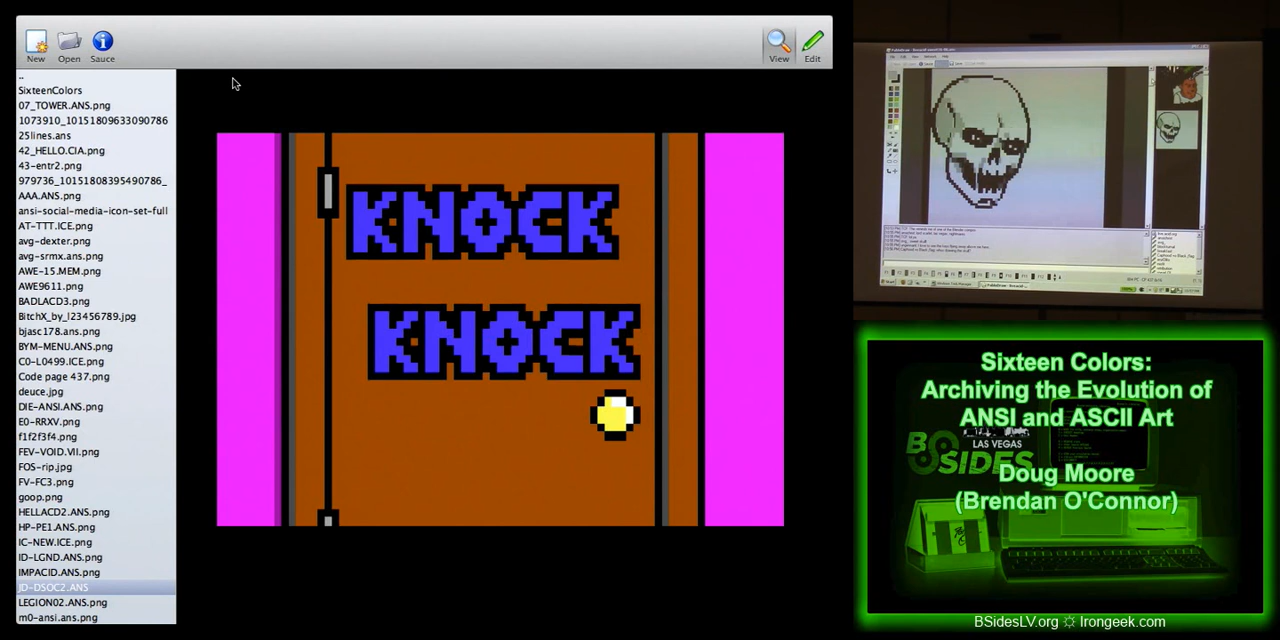 New Open Sauce View Edit
..
SixteenColors
07_TOWER.ANS.png
1073910_10151809633090786
25lines.ans
42_HELLO.CIA.png
43-entr2.png
979736_10151808395490786_
AAA.ANS.png
ansi-social-media-icon-set-full
AT-TTT.ICE.png
avg-dexter.png
avg-srmx.ans.png
AWE-15.MEM.png
AWE9611.png
BADLACD3.png
BitchX_by_l23456789.jpg
bjasc178.ans.png
BYM-MENU.ANS.png
C0-L0499.ICE.png
Code page 437.png
deuce.jpg
DIE-ANSI.ANS.png
E0-RRXV.png
f1f2f3f4.png
FEV-VOID.VII.png
FOS-rip.jpg
FV-FC3.png
goop.png
HELLACD2.ANS.png
HP-PE1.ANS.png
IC-NEW.ICE.png
ID-LGND.ANS.png
IMPACID.ANS.png
JD-DSOC2.ANS
LEGION02.ANS.png
m0-ansi.ans.png
KNOCK
KNOCK
Sixteen Colors:
Archiving the Evolution of
ANSI and ASCII Art
LAS VEGAS
BSIDES
Doug Moore
(Brendan O'Connor)
BSidesLV.org ☼ Irongeek.com